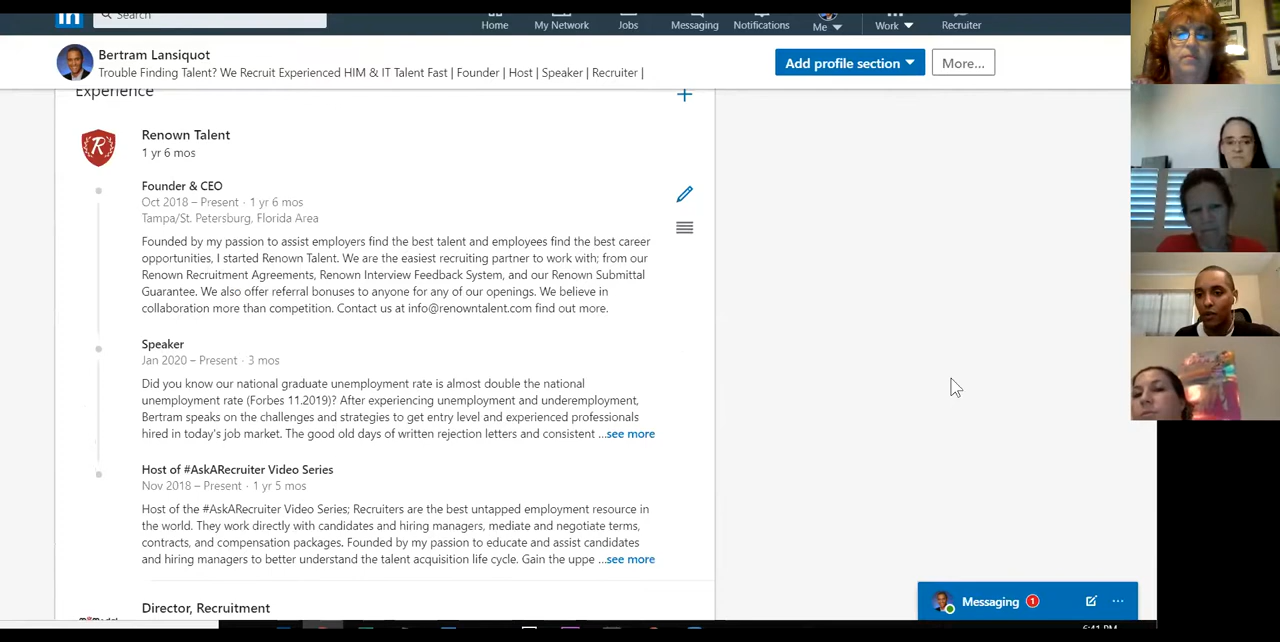 in
Search
Home
My Network
Jobs
Messaging
Notifications
Me
Work
Recruiter
Bertram Lansiquot
Trouble Finding Talent? We Recruit Experienced HIM & IT Talent Fast | Founder | Host | Speaker | Recruiter |
Add profile section
More...
Experience
R
Renown Talent
1 yr 6 mos
Founder & CEO
Oct 2018 – Present · 1 yr 6 mos
Tampa/St. Petersburg, Florida Area
Founded by my passion to assist employers find the best talent and employees find the best career
opportunities, I started Renown Talent. We are the easiest recruiting partner to work with; from our
Renown Recruitment Agreements, Renown Interview Feedback System, and our Renown Submittal
Guarantee. We also offer referral bonuses to anyone for any of our openings. We believe in
collaboration more than competition. Contact us at info@renowntalent.com find out more.
Speaker
Jan 2020 – Present · 3 mos
Did you know our national graduate unemployment rate is almost double the national
unemployment rate (Forbes 11.2019)? After experiencing unemployment and underemployment,
Bertram speaks on the challenges and strategies to get entry level and experienced professionals
hired in today's job market. The good old days of written rejection letters and consistent ...see more
Host of #AskARecruiter Video Series
Nov 2018 – Present · 1 yr 5 mos
Host of the #AskARecruiter Video Series; Recruiters are the best untapped employment resource in
the world. They work directly with candidates and hiring managers, mediate and negotiate terms,
contracts, and compensation packages. Founded by my passion to educate and assist candidates
and hiring managers to better understand the talent acquisition life cycle. Gain the uppe ...see more
Director, Recruitment
Messaging 1
6:41 PM